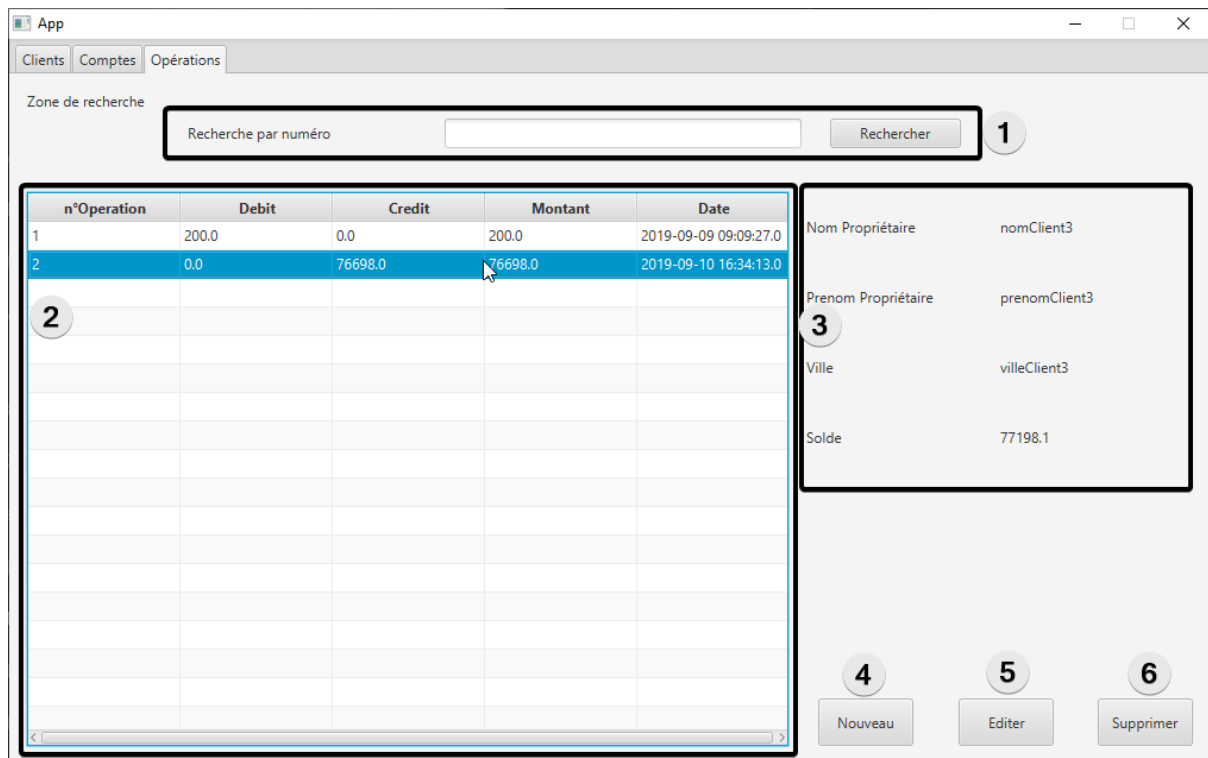 App
Clients Comptes Opérations
Zone de recherche
Recherche par numéro Rechercher 1
n°Operation Debit Credit Montant Date
1 200.0 0.0 200.0 2019-09-09 09:09:27.0
2 0.0 76698.0 76698.0 2019-09-10 16:34:13.0
2
Nom Propriétaire nomClient3
Prenom Propriétaire prenomClient3
3
Ville villeClient3
Solde 77198.1
4 5 6
Nouveau Editer Supprimer